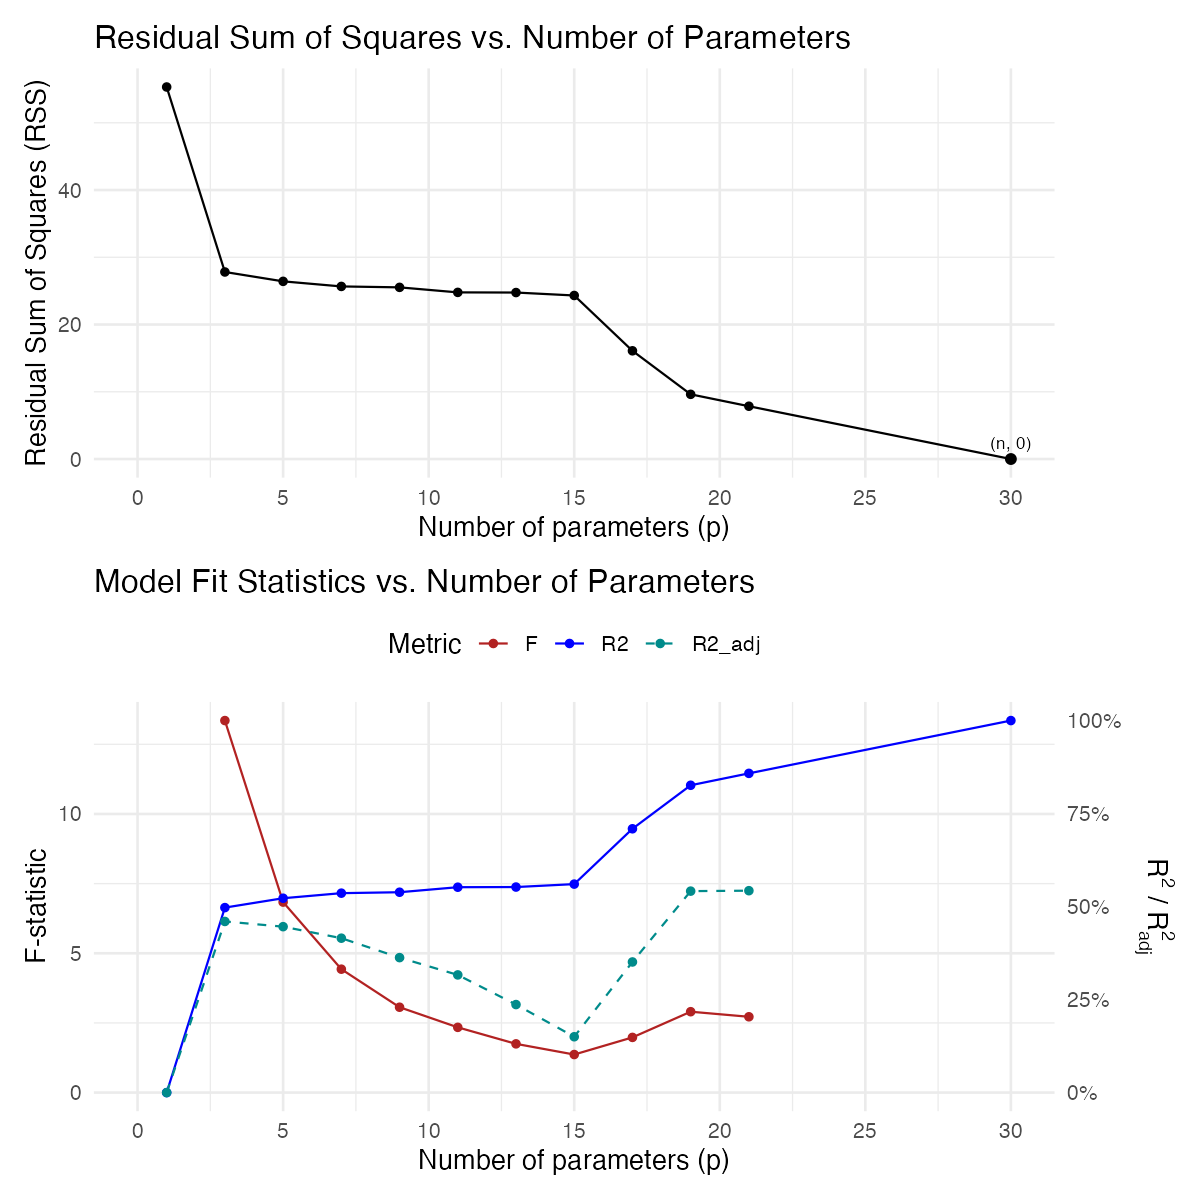 Residual Sum of Squares vs. Number of Parameters
Residual Sum of Squares (RSS)
40
20
0
(n, 0)
0 5 10 15 20 25 30
Number of parameters (p)
Model Fit Statistics vs. Number of Parameters
Metric F R2 R2_adj
F-statistic
10
5
0
100%
75%
50%
25%
0%
R² / R²adj
0 5 10 15 20 25 30
Number of parameters (p)